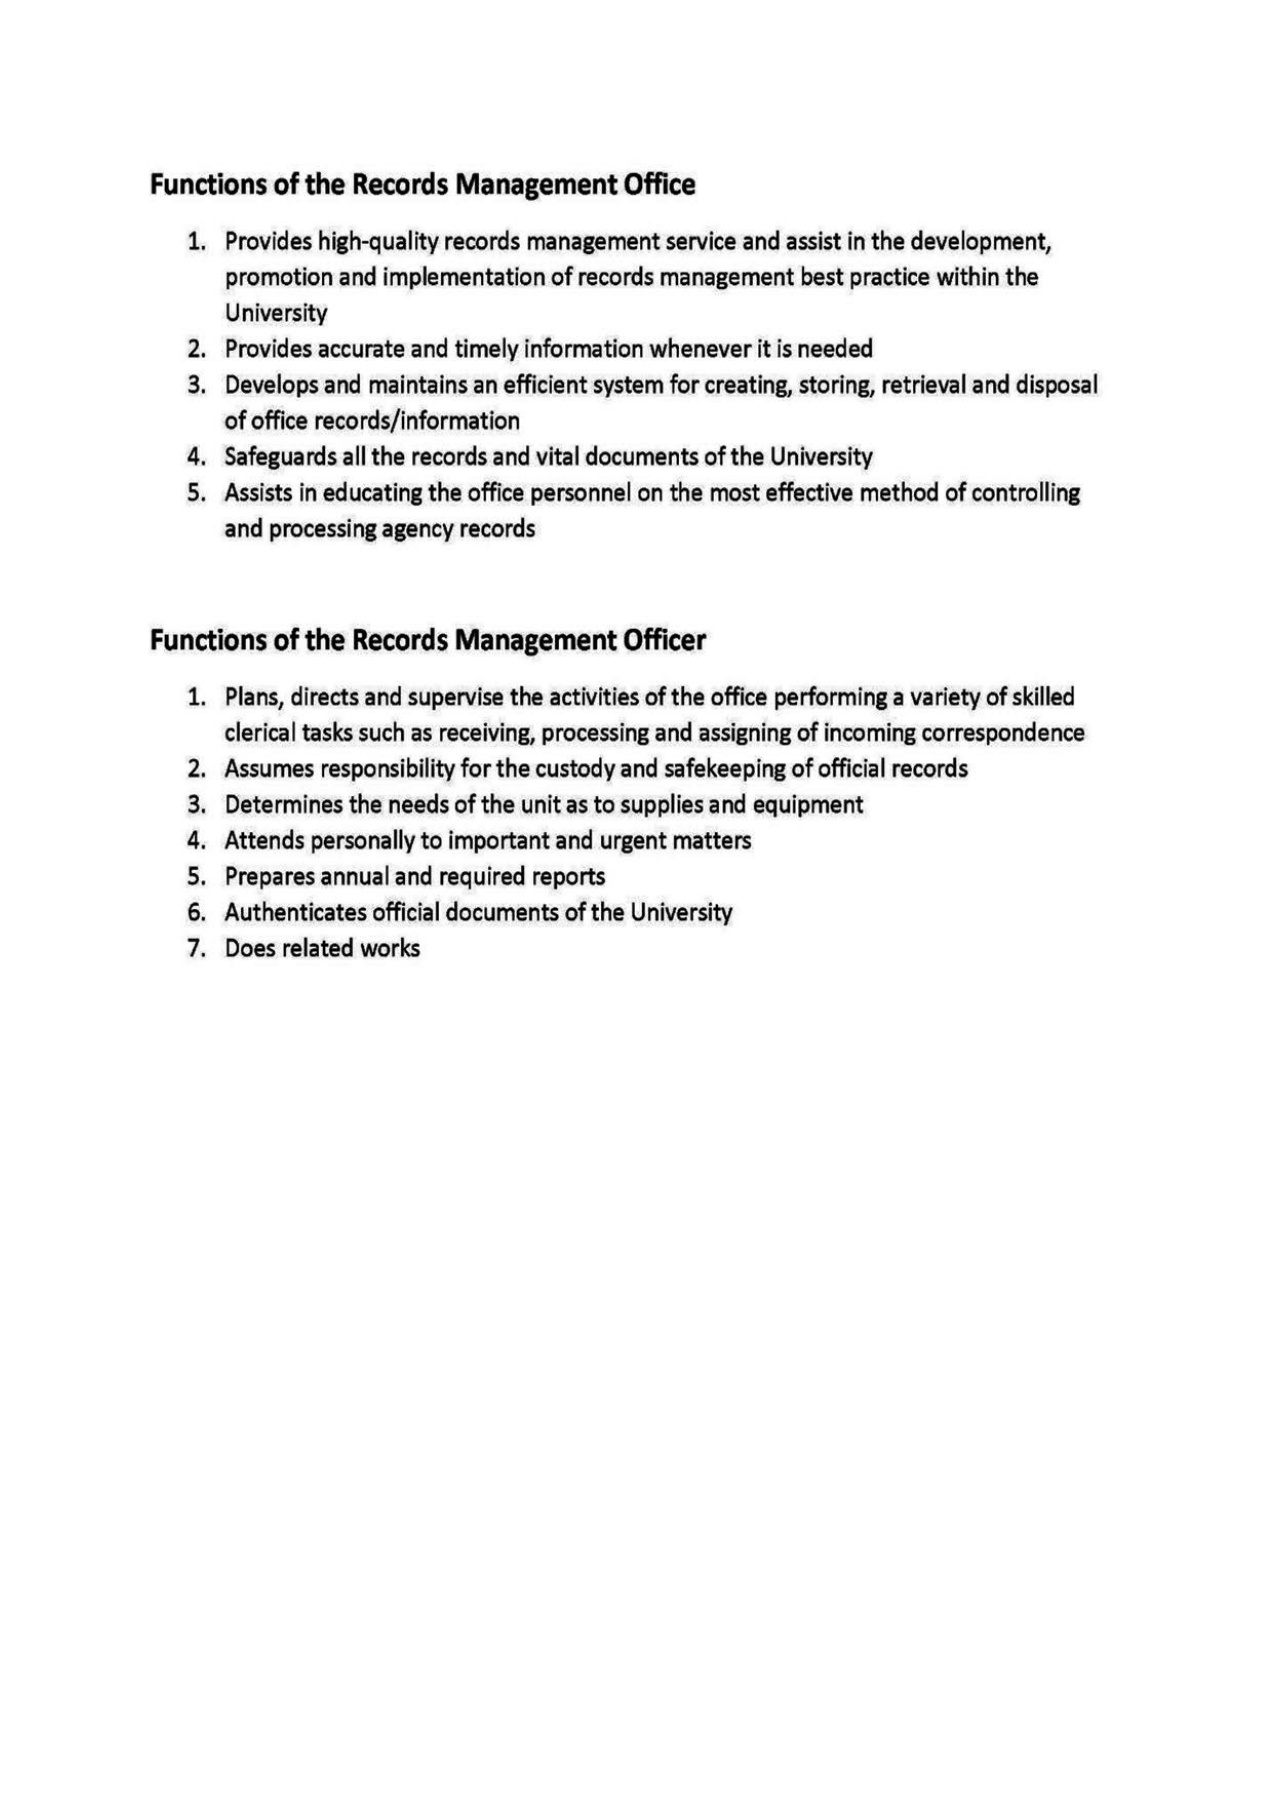 Functions of the Records Management Office
1. Provides high-quality records management service and assist in the development,
promotion and implementation of records management best practice within the
University
2. Provides accurate and timely information whenever it is needed
3. Develops and maintains an efficient system for creating, storing, retrieval and disposal
of office records/information
4. Safeguards all the records and vital documents of the University
5. Assists in educating the office personnel on the most effective method of controlling
and processing agency records
Functions of the Records Management Officer
1. Plans, directs and supervise the activities of the office performing a variety of skilled
clerical tasks such as receiving, processing and assigning of incoming correspondence
2. Assumes responsibility for the custody and safekeeping of official records
3. Determines the needs of the unit as to supplies and equipment
4. Attends personally to important and urgent matters
5. Prepares annual and required reports
6. Authenticates official documents of the University
7. Does related works